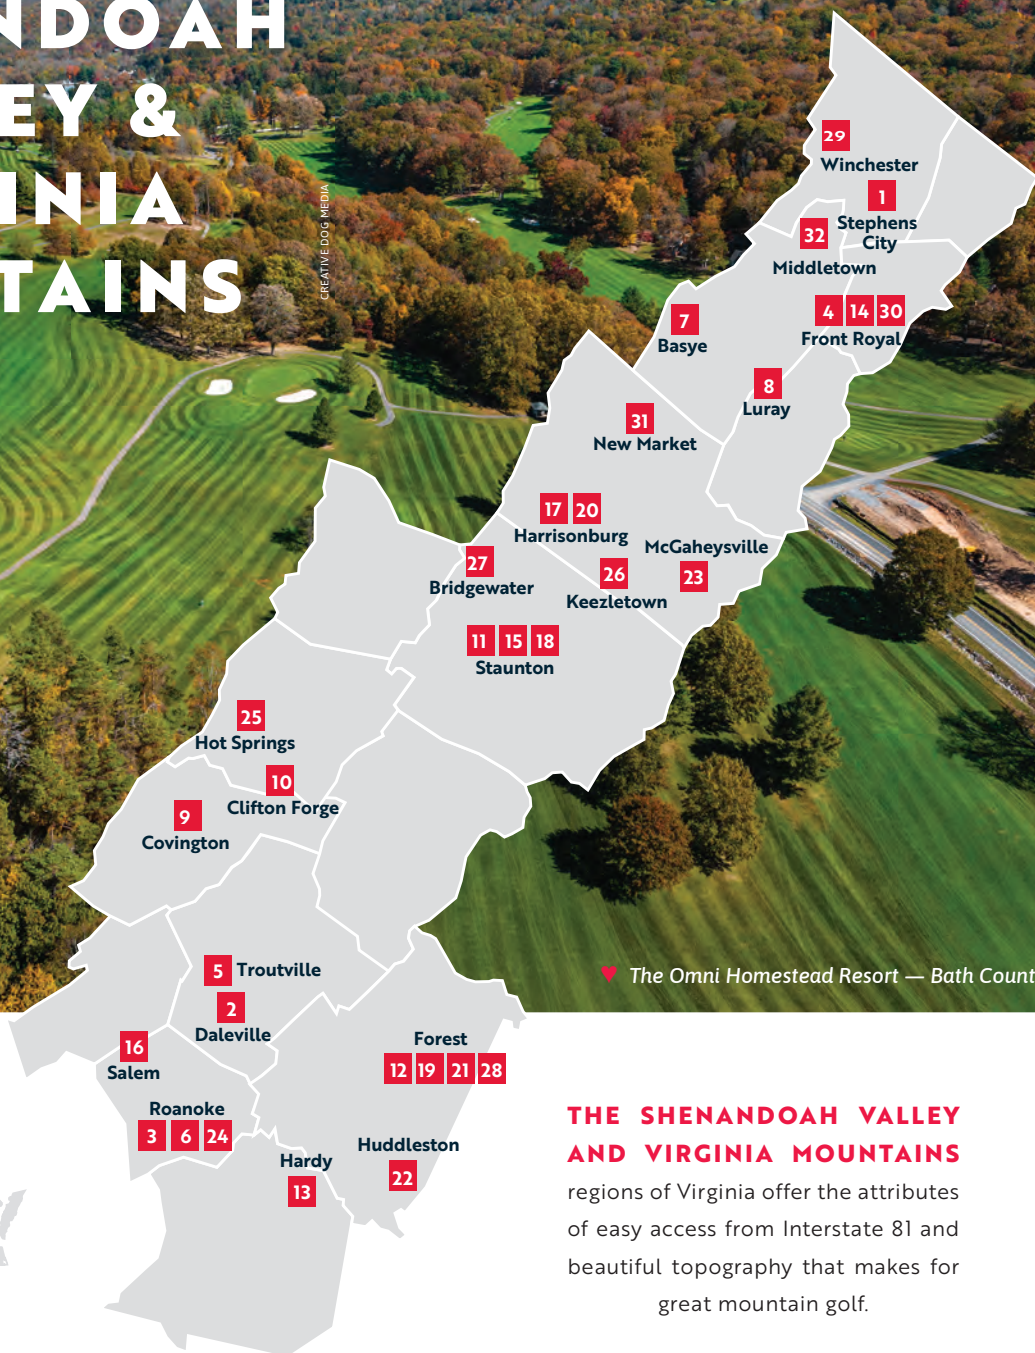 NDOAH
EY &
INIA
TAINS
CREATIVE DOG MEDIA
29
Winchester
1
Stephens
City
32
Middletown
4 14 30
Front Royal
7
Basye
8
Luray
31
New Market
17 20
Harrisonburg
McGaheysville
23
26
Keezletown
27
Bridgewater
11 15 18
Staunton
25
Hot Springs
10
Clifton Forge
9
Covington
5 Troutville
2
Daleville
16
Salem
Roanoke
3 6 24
Forest
12 19 21 28
Huddleston
22
Hardy
13
♥ The Omni Homestead Resort — Bath Count
THE SHENANDOAH VALLEY
AND VIRGINIA MOUNTAINS
regions of Virginia offer the attributes
of easy access from Interstate 81 and
beautiful topography that makes for
great mountain golf.